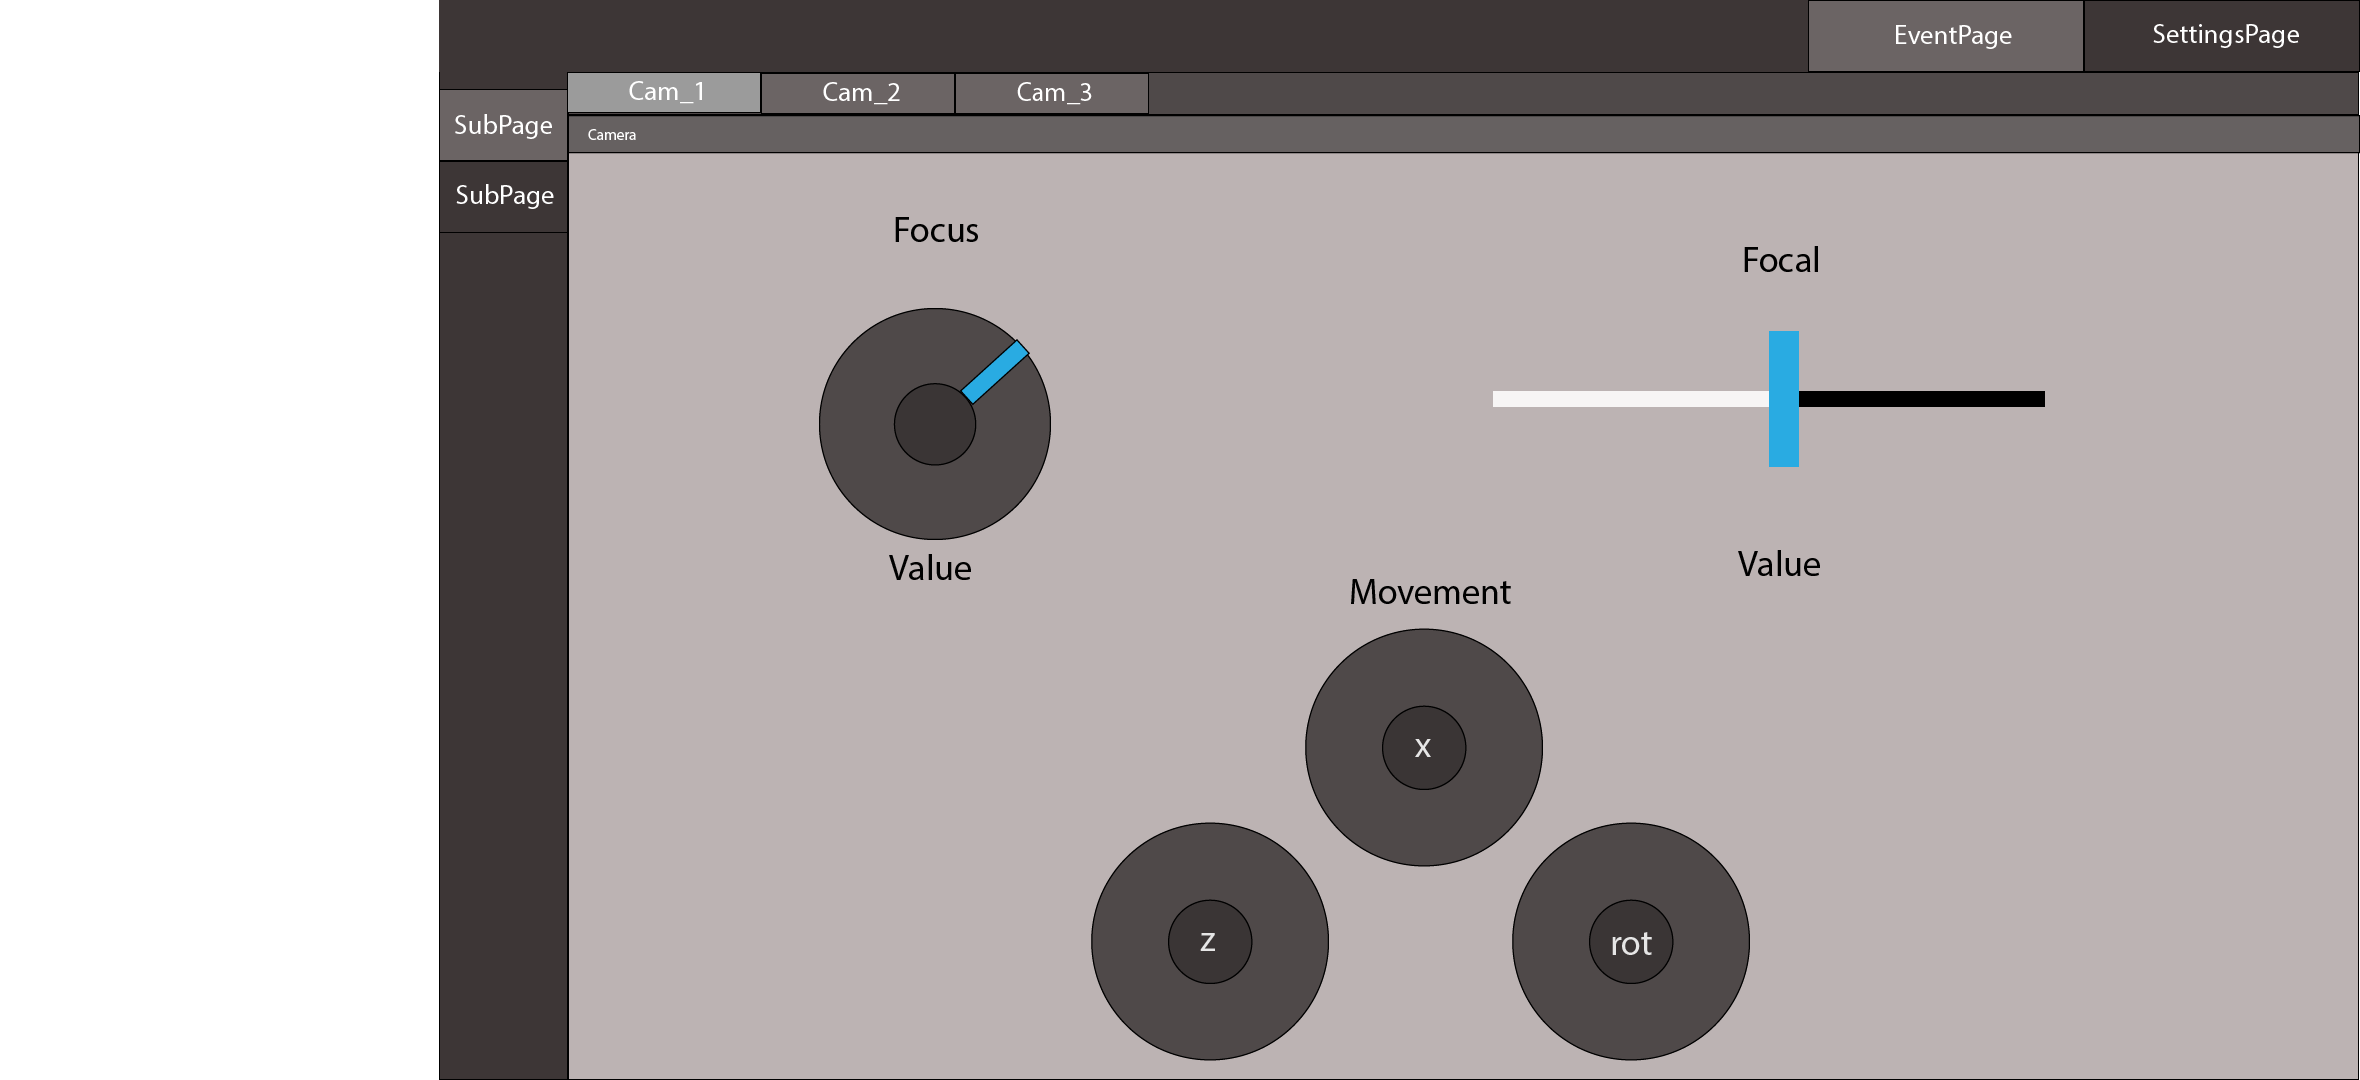 EventPage
SettingsPage
Cam_1
Cam_2
Cam_3
SubPage
Camera
SubPage
Focus
Focal
Value
Value
Movement
x
z
rot